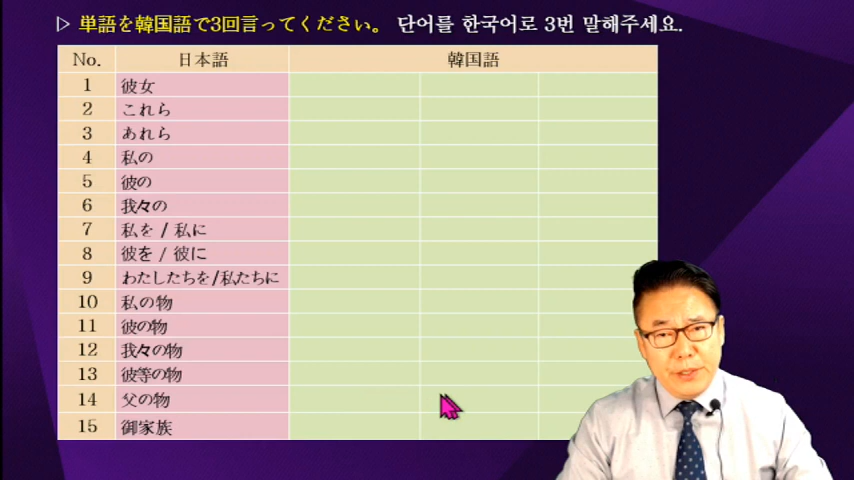 ▷ 単語を韓国語で3回言ってください。 단어를 한국어로 3번 말해주세요.
No. 日本語 韓国語
1 彼女
2 これら
3 あれら
4 私の
5 彼の
6 我々の
7 私を / 私に
8 彼を / 彼に
9 わたしたちを/私たちに
10 私の物
11 彼の物
12 我々の物
13 彼等の物
14 父の物
15 御家族